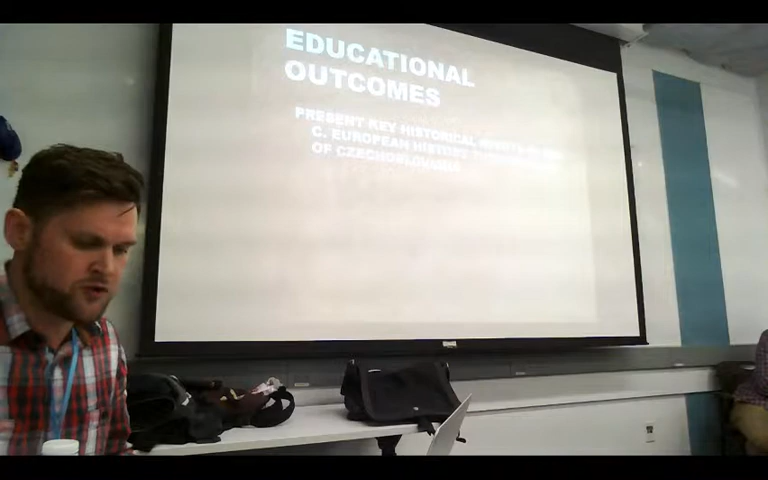 EDUCATIONAL
OUTCOMES
PRESENT KEY HISTORICAL
C. EUROPEAN HISTORY
OF CZECHOSLOVAKIA